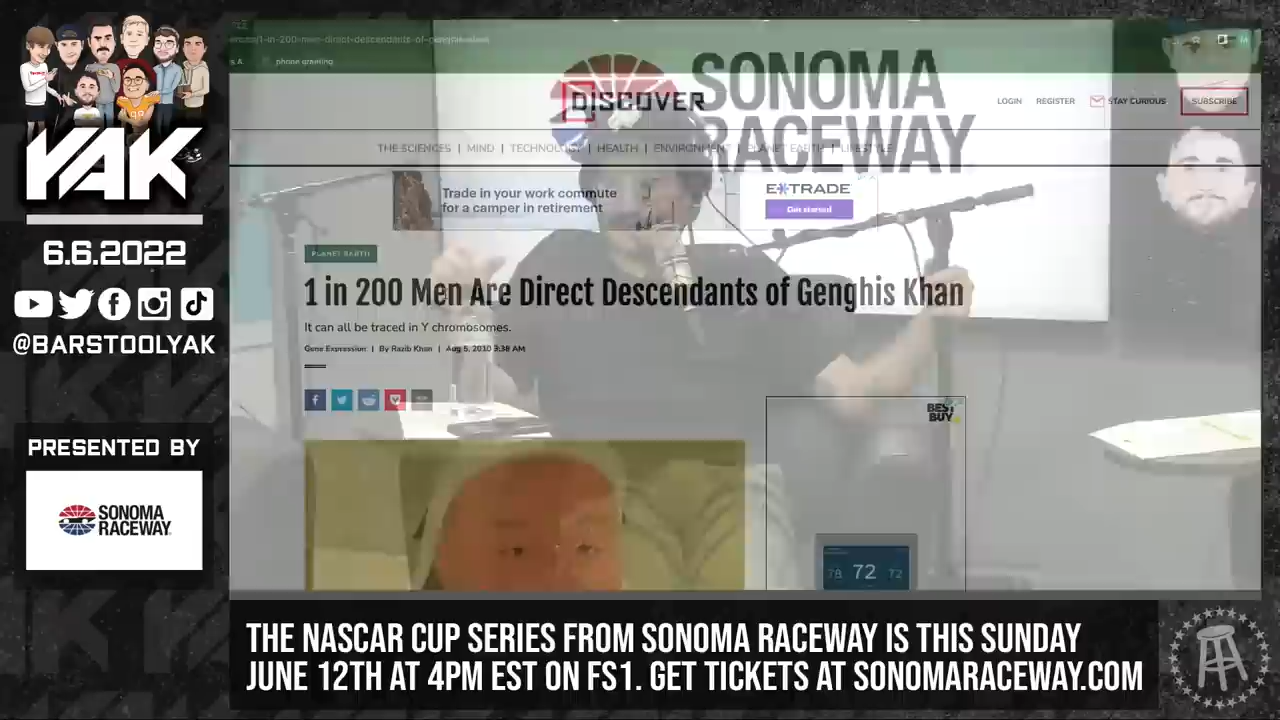 YAK
6.6.2022
@BARSTOOLYAK
PRESENTED BY
SONOMA
RACEWAY
phone greeting
SONOMA
RACEWAY
DISCOVER
LOGIN
REGISTER
STAY CURIOUS
SUBSCRIBE
THE SCIENCES | MIND | TECHNOLOGY | HEALTH | ENVIRONMENT | PLANET EARTH | LIFESTYLE
Trade in your work commute
for a camper in retirement
E*TRADE
Get started
PLANET EARTH
1 in 200 Men Are Direct Descendants of Genghis Khan
It can all be traced in Y chromosomes.
Gene Expression | By Razib Khan | Aug 5, 2010 3:38 AM
BEST
BUY
78 72 72
THE NASCAR CUP SERIES FROM SONOMA RACEWAY IS THIS SUNDAY
JUNE 12TH AT 4PM EST ON FS1. GET TICKETS AT SONOMARACEWAY.COM